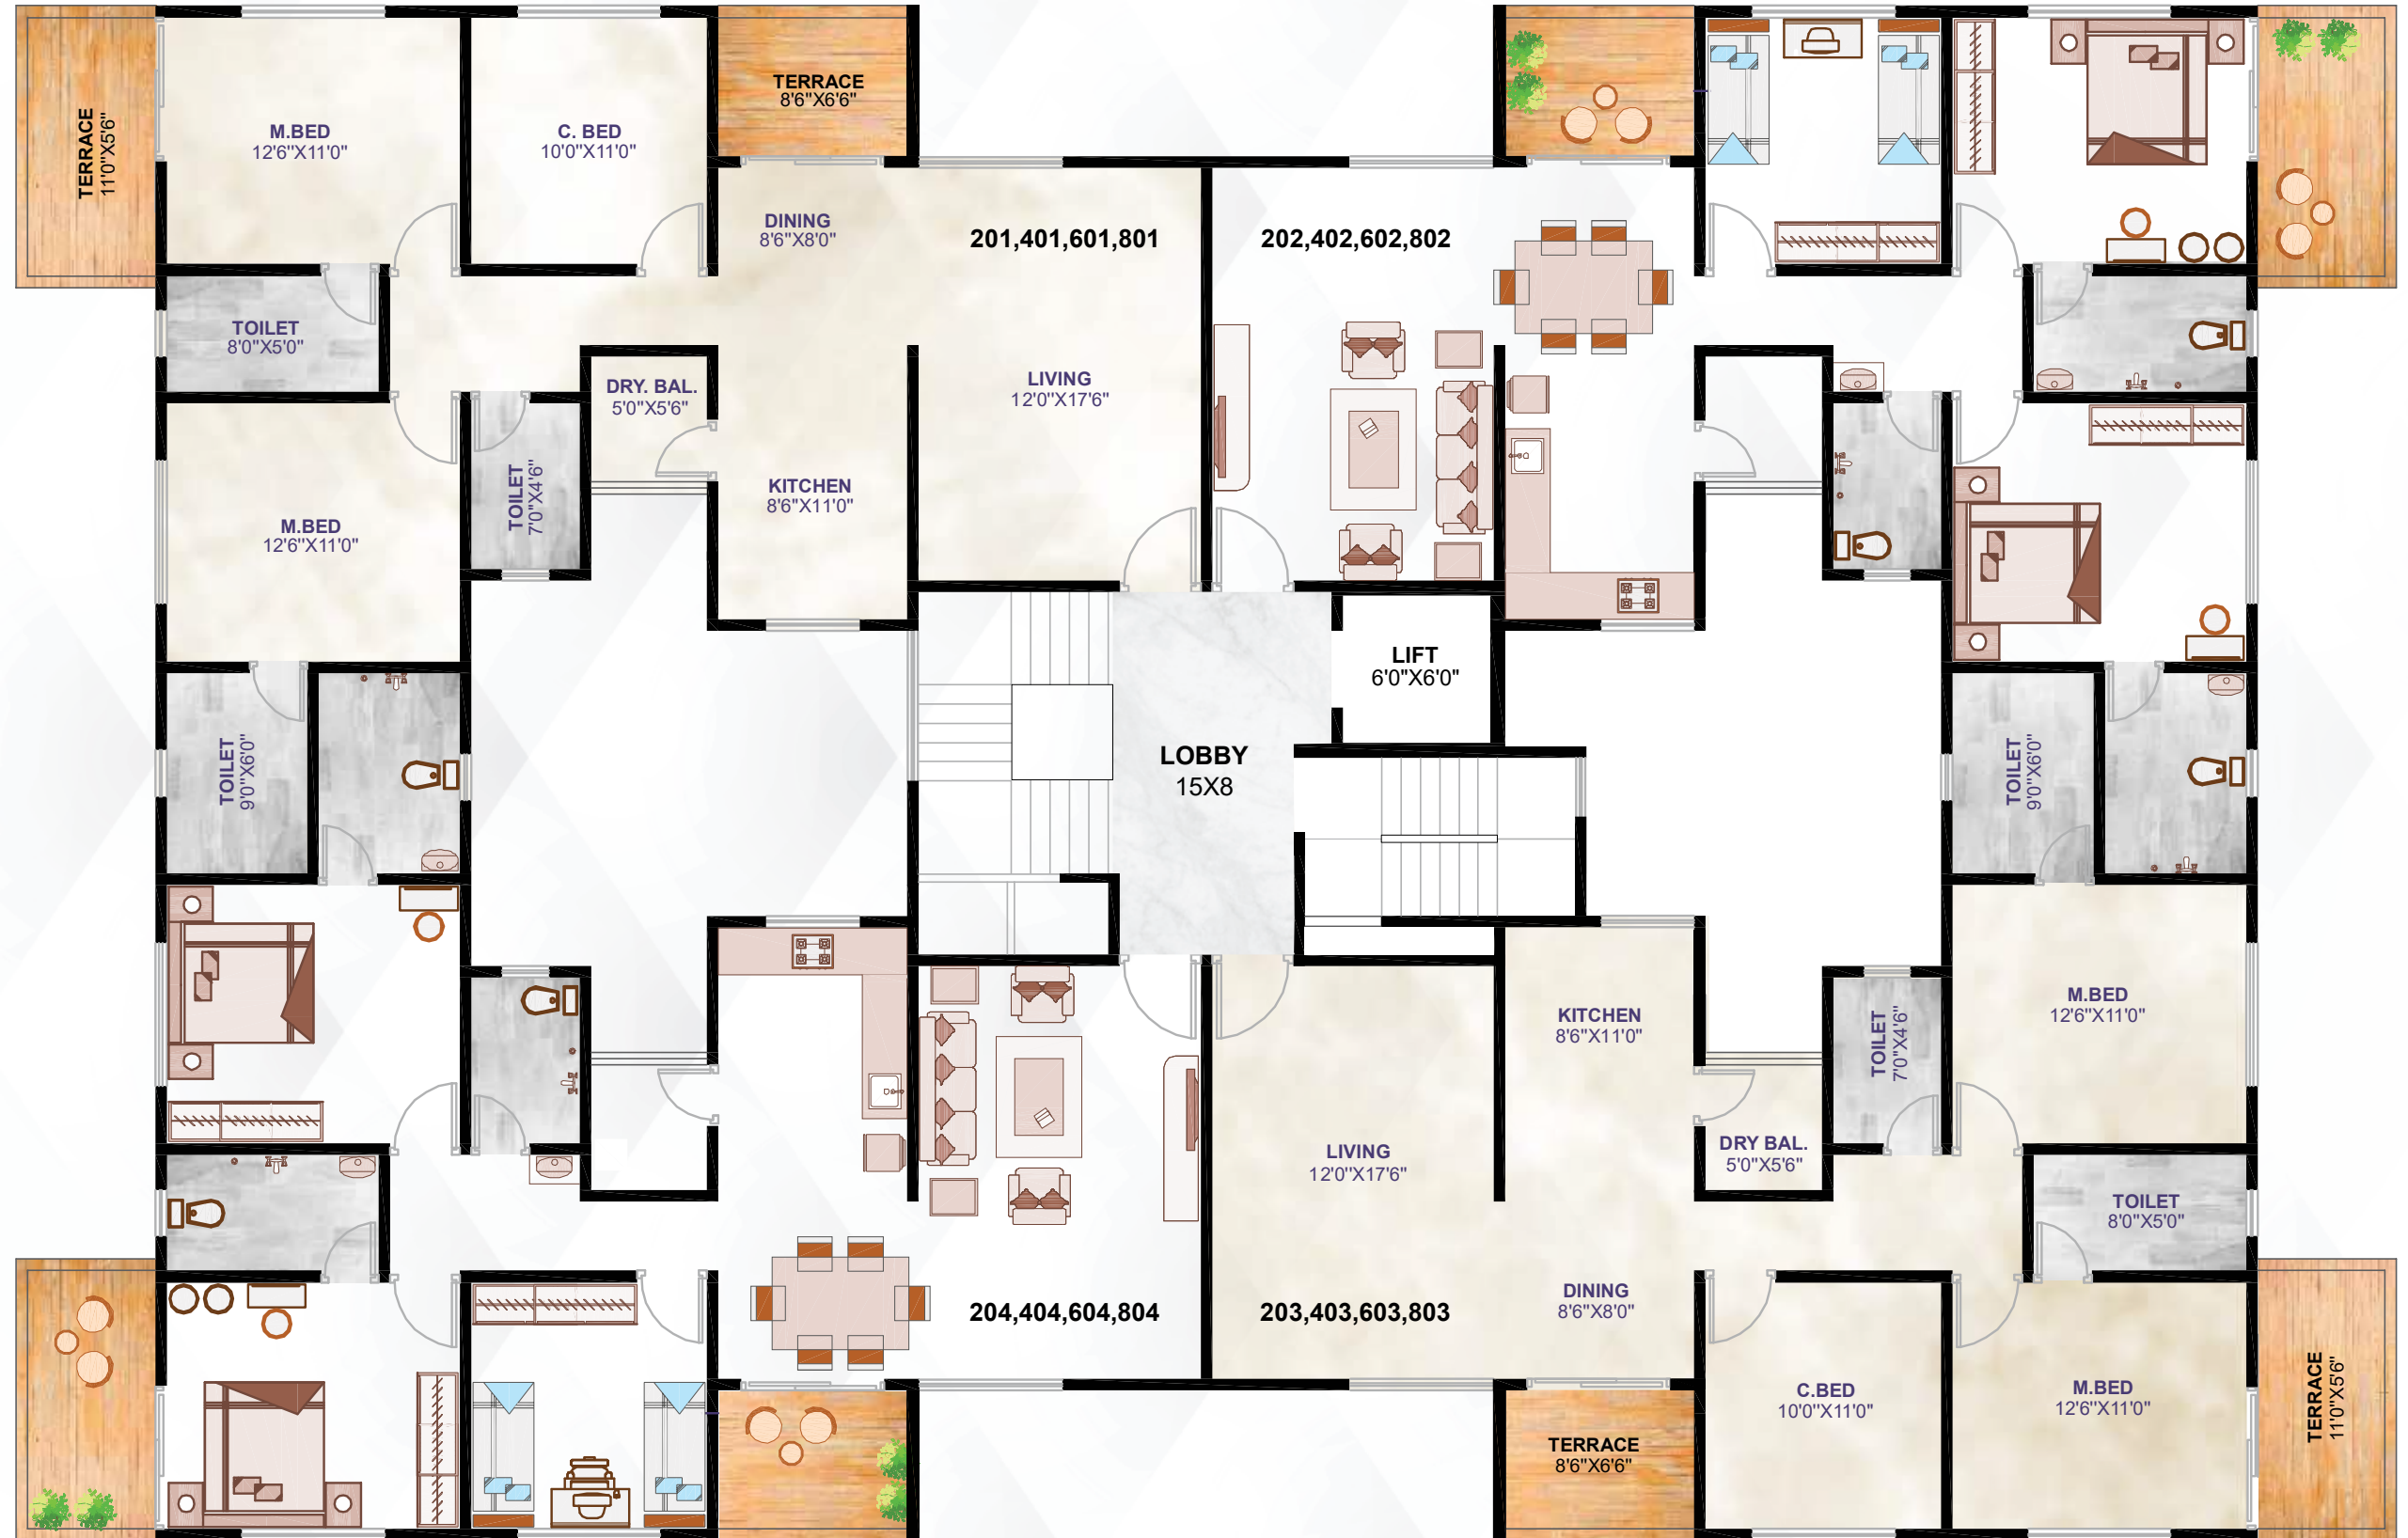 TERRACE
11'0"X5'6"
M.BED
12'6"X11'0"
C. BED
10'0"X11'0"
TERRACE
8'6"X6'6"
DINING
8'6"X8'0"
201,401,601,801
202,402,602,802
TOILET
8'0"X5'0"
DRY. BAL.
5'0"X5'6"
LIVING
12'0"X17'6"
M.BED
12'6"X11'0"
TOILET
7'0"X4'6"
KITCHEN
8'6"X11'0"
LIFT
6'0"X6'0"
TOILET
9'0"X6'0"
LOBBY
15X8
TOILET
9'0"X6'0"
KITCHEN
8'6"X11'0"
TOILET
7'0"X4'6"
M.BED
12'6"X11'0"
LIVING
12'0"X17'6"
DRY BAL.
5'0"X5'6"
TOILET
8'0"X5'0"
204,404,604,804
203,403,603,803
DINING
8'6"X8'0"
C.BED
10'0"X11'0"
M.BED
12'6"X11'0"
TERRACE
11'0"X5'6"
TERRACE
8'6"X6'6"